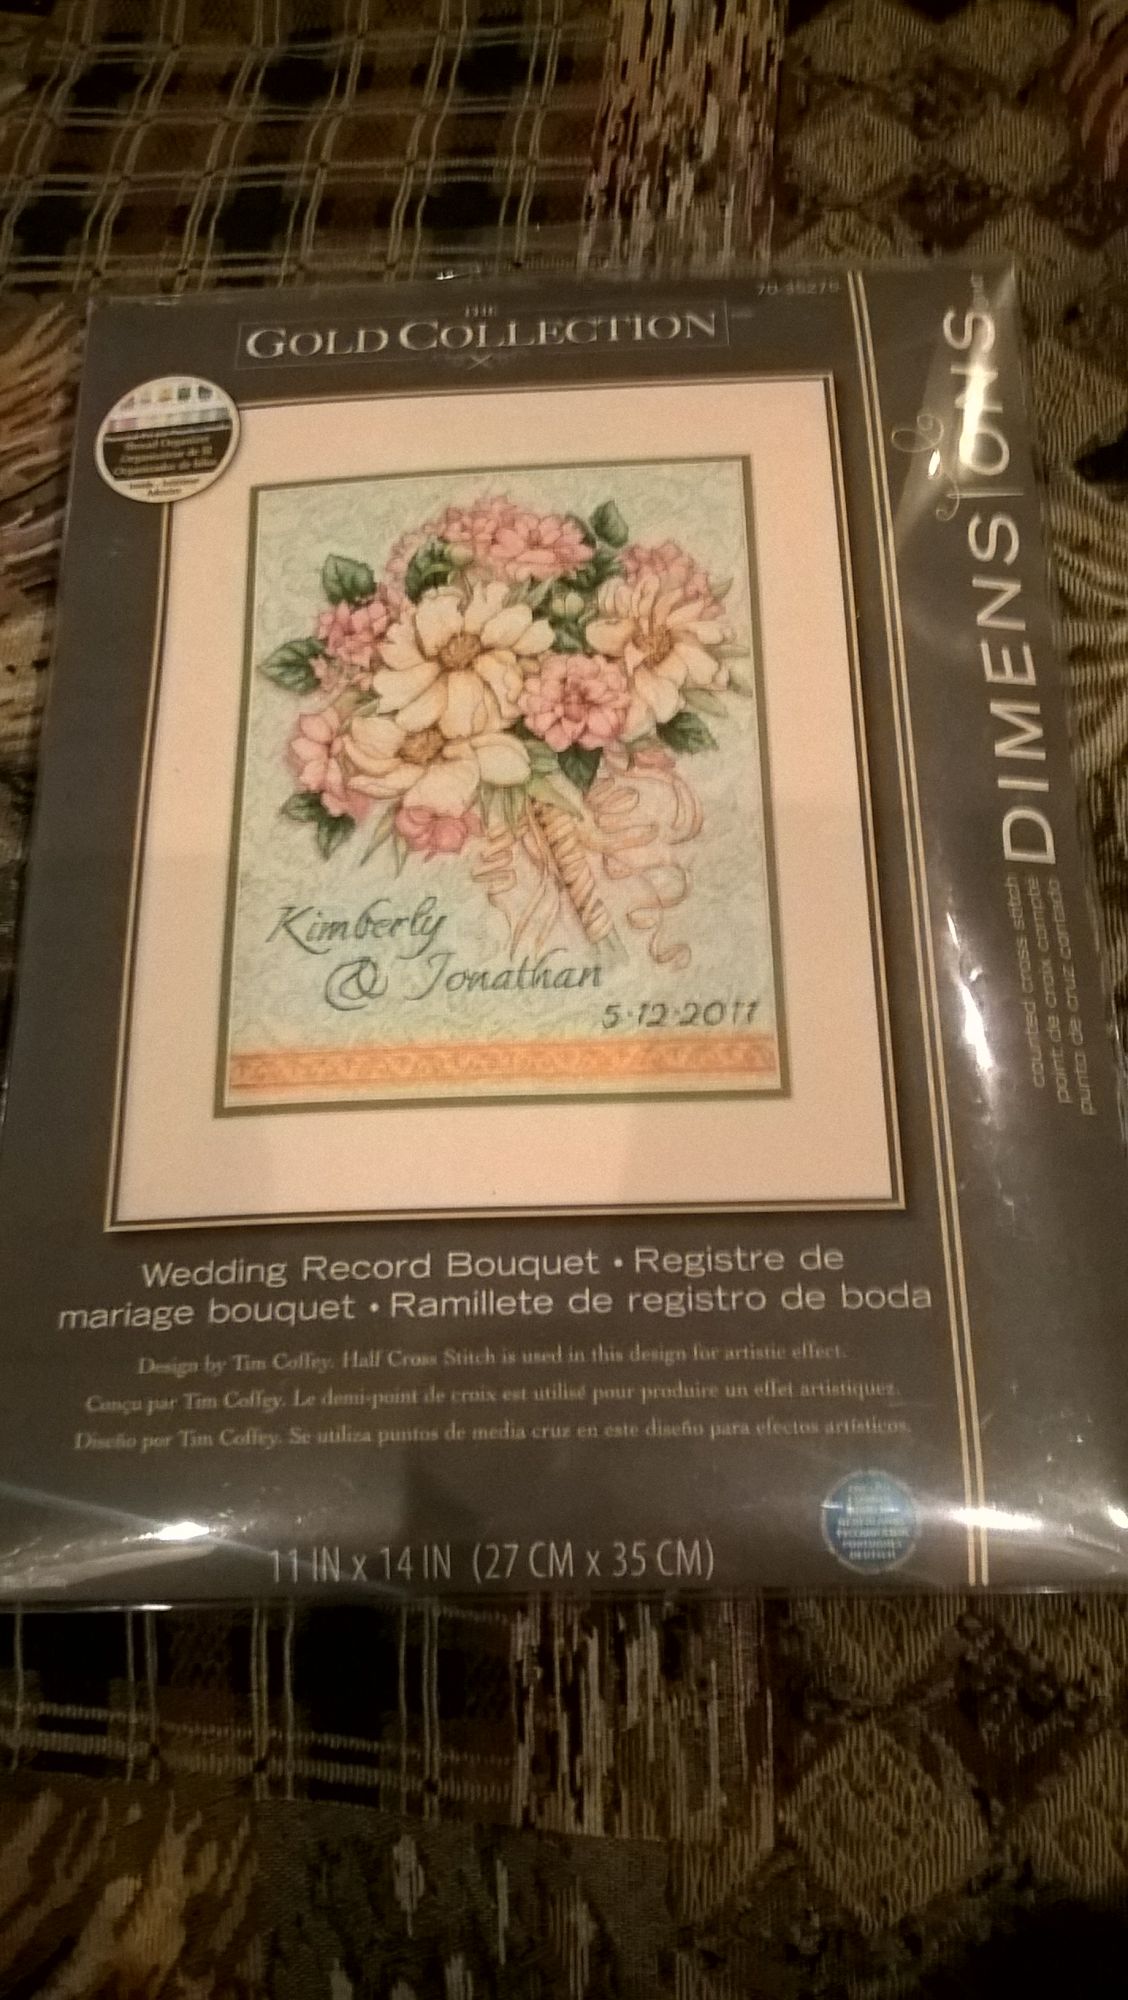 70-35275
THE
GOLD COLLECTION
Thread Organizer
DIMENSIONS
counted cross stitch
point de croix compté
punto de cruz contado
Kimberly
& Jonathan
5·12·2011
Wedding Record Bouquet • Registre de
mariage bouquet • Ramillete de registro de boda
Design by Tim Coffey. Half Cross Stitch is used in this design for artistic effect.
Conçu par Tim Coffey. Le demi-point de croix est utilisé pour produire un effet artistiquez.
Diseño por Tim Coffey. Se utiliza puntos de media cruz en este diseño para efectos artísticos.
11 IN x 14 IN (27 CM x 35 CM)